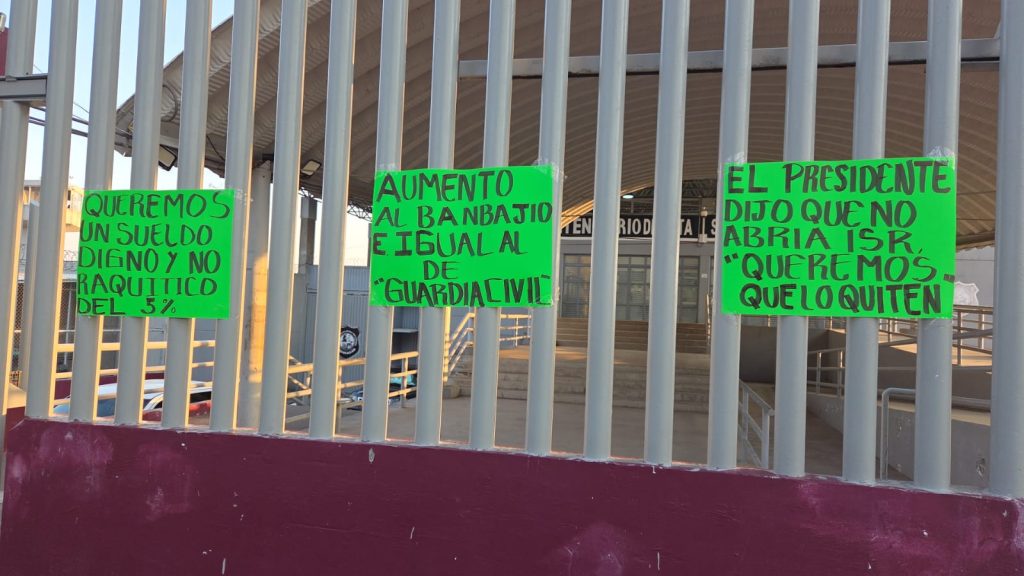 QUEREMOS
UN SUELDO
DIGNO Y NO
RAQUITICO
DEL 5%
AUMENTO
AL BANBAJIO
E IGUAL AL
DE
"GUARDIA CIVIL"
EL PRESIDENTE
DIJO QUE NO
ABRIA ISR,
"QUEREMOS"
QUE LO QUITEN